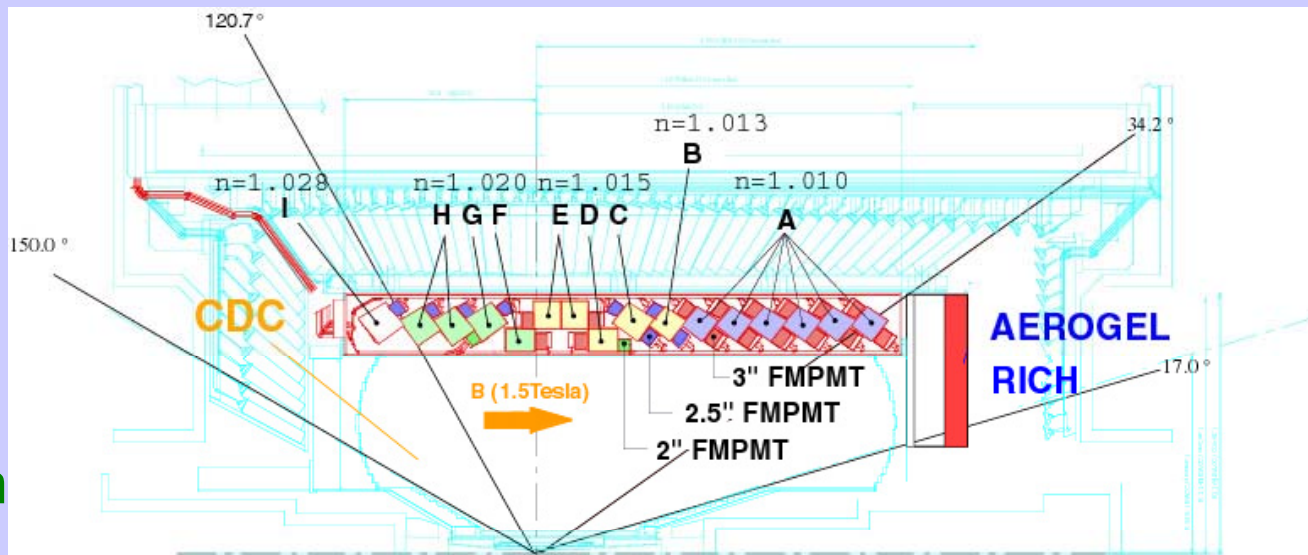 120.7°
n=1.013
34.2°
B
n=1.028 n=1.020 n=1.015 n=1.010
I H G F E D C A
150.0°
CDC
AEROGEL
RICH
3" FMPMT
17.0°
B (1.5Tesla)
2.5" FMPMT
2" FMPMT